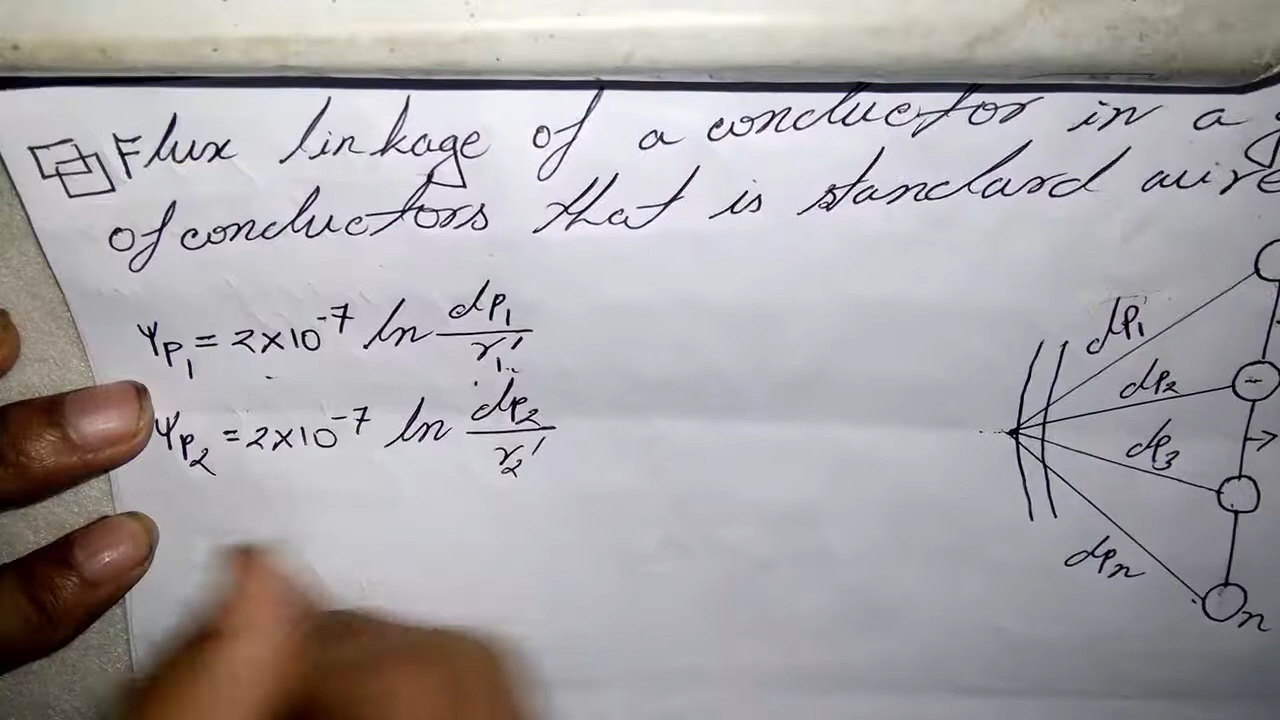 Flux linkage of a conductor in a
of conductors that is standard wire
ψP₁ = 2×10⁻⁷ ln dP₁/r₁'
ψP₂ = 2×10⁻⁷ ln dP₂/r₂'
dP₁
dP₂
dP₃
dPn
n